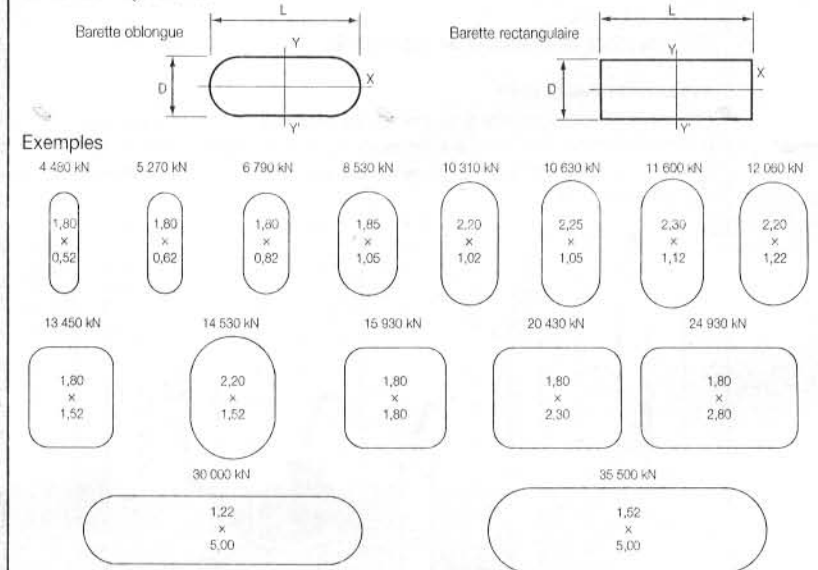 L
Barette oblongue
Y
X
D
Y'
L
Barette rectangulaire
Y
X
D
Y'
Exemples
4 480 kN 5 270 kN 6 790 kN 8 530 kN 10 310 kN 10 630 kN 11 600 kN 12 060 kN
1,80 1,80 1,80 1,85 2,20 2,25 2,30 2,20
× × × × × × × ×
0,52 0,62 0,82 1,05 1,02 1,05 1,12 1,22
13 450 kN 14 530 kN 15 930 kN 20 430 kN 24 930 kN
1,80 2,20 1,80 1,80 1,80
× × × × ×
1,52 1,52 1,80 2,30 2,80
30 000 kN 35 500 kN
1,22 1,52
× ×
5,00 5,00